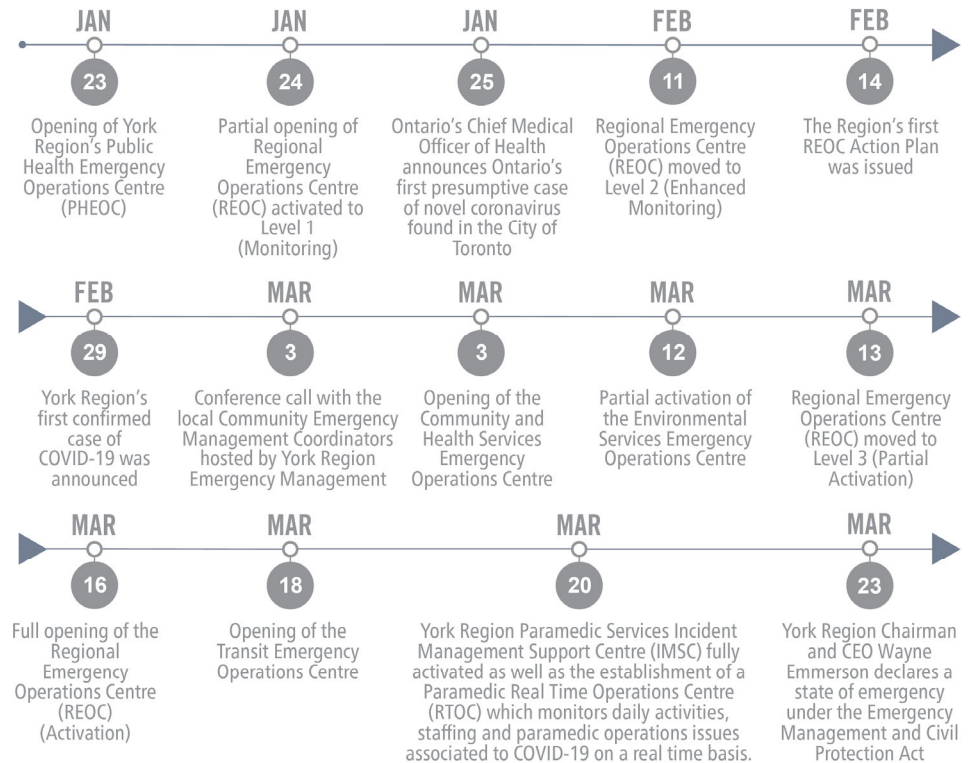 JAN
23
Opening of York
Region's Public
Health Emergency
Operations Centre
(PHEOC)
JAN
24
Partial opening of
Regional
Emergency
Operations Centre
(REOC) activated to
Level 1
(Monitoring)
JAN
25
Ontario's Chief Medical
Officer of Health
announces Ontario's
first presumptive case
of novel coronavirus
found in the City of
Toronto
FEB
11
Regional Emergency
Operations Centre
(REOC) moved to
Level 2 (Enhanced
Monitoring)
FEB
14
The Region's first
REOC Action Plan
was issued
FEB
29
York Region's
first confirmed
case of
COVID-19 was
announced
MAR
3
Conference call with the
local Community Emergency
Management Coordinators
hosted by York Region
Emergency Management
MAR
3
Opening of the
Community and
Health Services
Emergency
Operations Centre
MAR
12
Partial activation of
the Environmental
Services Emergency
Operations Centre
MAR
13
Regional Emergency
Operations Centre
(REOC) moved to
Level 3 (Partial
Activation)
MAR
16
Full opening of the
Regional
Emergency
Operations Centre
(REOC)
(Activation)
MAR
18
Opening of the
Transit Emergency
Operations Centre
MAR
20
York Region Paramedic Services Incident
Management Support Centre (IMSC) fully
activated as well as the establishment of a
Paramedic Real Time Operations Centre
(RTOC) which monitors daily activities,
staffing and paramedic operations issues
associated to COVID-19 on a real time basis.
MAR
23
York Region Chairman
and CEO Wayne
Emmerson declares a
state of emergency
under the Emergency
Management and Civil
Protection Act